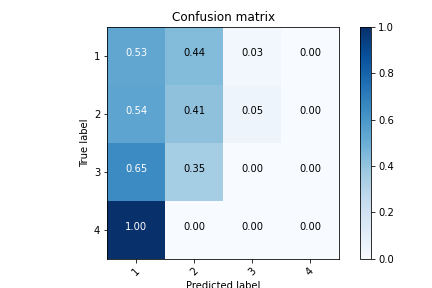 Confusion matrix
1.0
1 0.53 0.44 0.03 0.00
0.8
2 0.54 0.41 0.05 0.00
0.6
True label
0.4
3 0.65 0.35 0.00 0.00
0.2
4 1.00 0.00 0.00 0.00
0.0
1 2 3 4
Predicted label